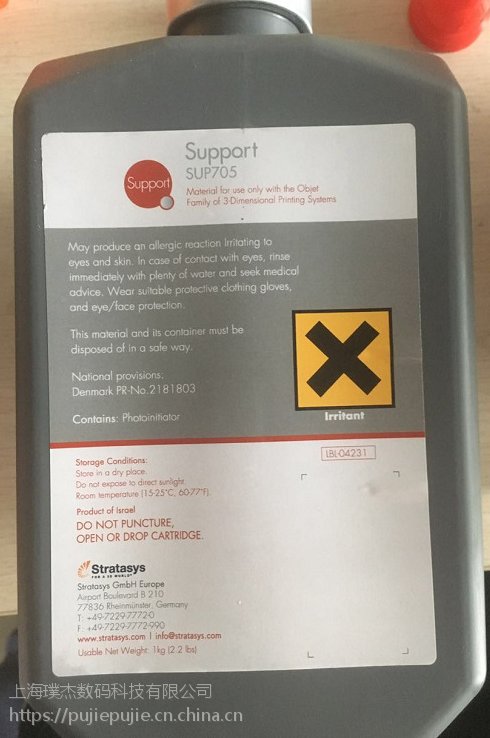 Support
SUP705
Support
Material for use only with the Objet
Family of 3-Dimensional Printing Systems
May produce an allergic reaction Irritating to
eyes and skin. In case of contact with eyes, rinse
immediately with plenty of water and seek medical
advice. Wear suitable protective clothing gloves,
and eye/face protection.
This material and its container must be
disposed of in a safe way.
National provisions:
Denmark PR-No.2181803
Contains: Photoinitiator
Irritant
LBL-04231
Storage Conditions:
Store in a dry place.
Do not expose to direct sunlight.
Room temperature (15-25°C, 60-77°F).
Product of Israel
DO NOT PUNCTURE,
OPEN OR DROP CARTRIDGE.
Stratasys
FOR A 3D WORLD
Stratasys GmbH Europe
Airport Boulevard B 210
77836 Rheinmünster, Germany
T: +49-7229-7772-0
F: +49-7229-7772-990
www.stratasys.com | info@stratasys.com
Usable Net Weight: 1kg (2.2 lbs)
上海璞杰数码科技有限公司
https://pujiepujie.cn.china.cn